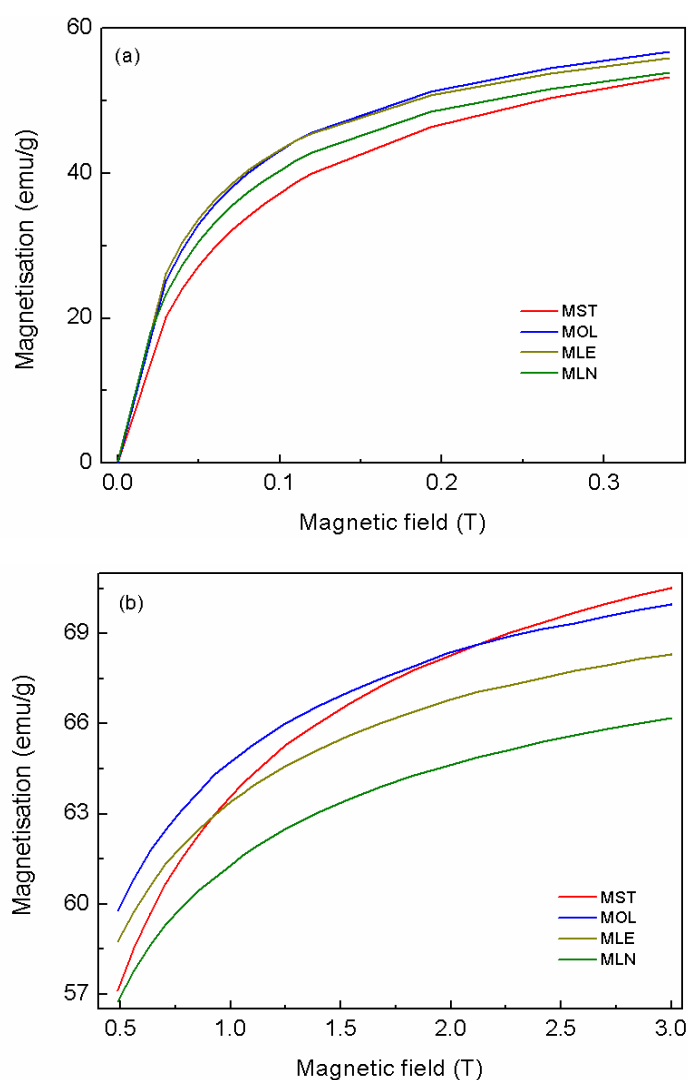 (a)
Magnetisation (emu/g)
60
40
20
0
MST
MOL
MLE
MLN
0.0 0.1 0.2 0.3
Magnetic field (T)
(b)
Magnetisation (emu/g)
69
66
63
60
57
MST
MOL
MLE
MLN
0.5 1.0 1.5 2.0 2.5 3.0
Magnetic field (T)